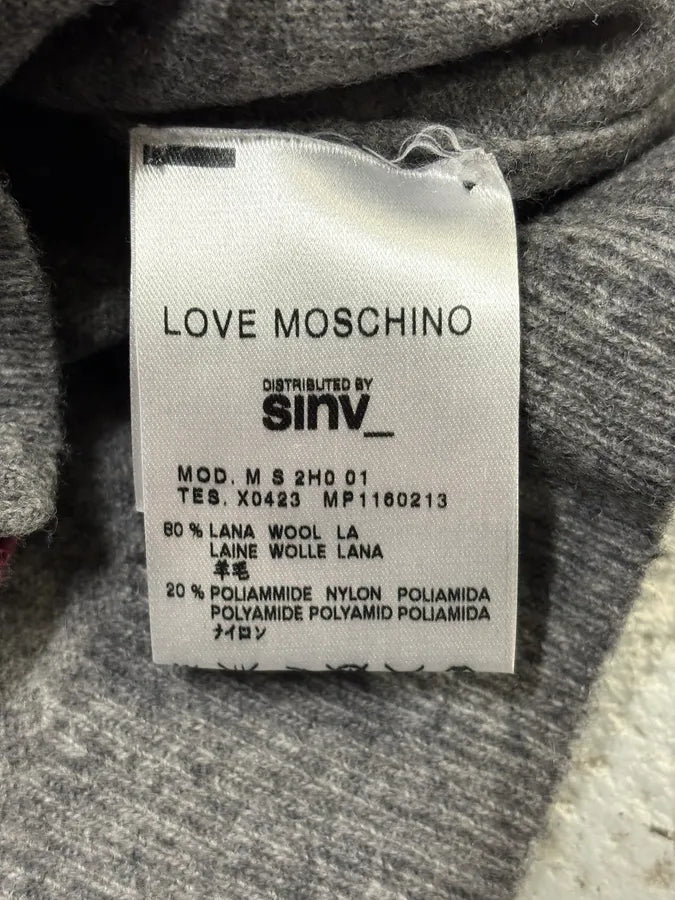 LOVE MOSCHINO
DISTRIBUTED BY
sinv_
MOD. M S 2H0 01
TES. X0423 MP1160213
80 % LANA WOOL LA
LAINE WOLLE LANA
羊毛
20 % POLIAMMIDE NYLON POLIAMIDA
POLYAMIDE POLYAMID POLIAMIDA
ナイロン